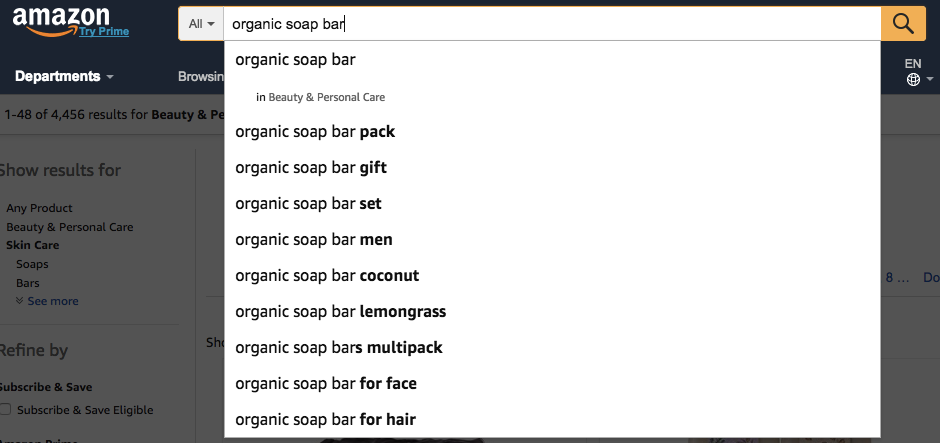 amazon
Try Prime
All
organic soap bar
Departments
Browsin
EN
1-48 of 4,456 results for Beauty & Pe
organic soap bar
in Beauty & Personal Care
organic soap bar pack
organic soap bar gift
organic soap bar set
organic soap bar men
organic soap bar coconut
organic soap bar lemongrass
organic soap bars multipack
organic soap bar for face
organic soap bar for hair
Show results for
Any Product
Beauty & Personal Care
Skin Care
Soaps
Bars
See more
8 ... Do
Sho
Refine by
Subscribe & Save
Subscribe & Save Eligible
Amazon Prime